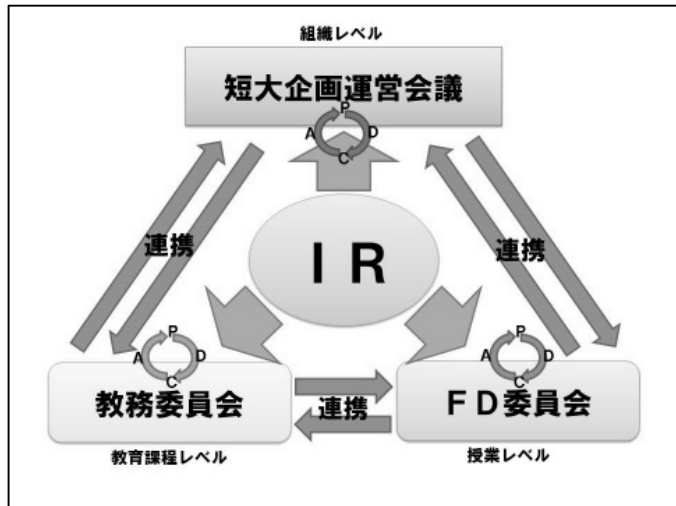 組織レベル
短大企画運営会議
P
A D
C
連携
連携
ＩＲ
P
A D
C
P
A D
C
教務委員会
連携
ＦＤ委員会
教育課程レベル
授業レベル